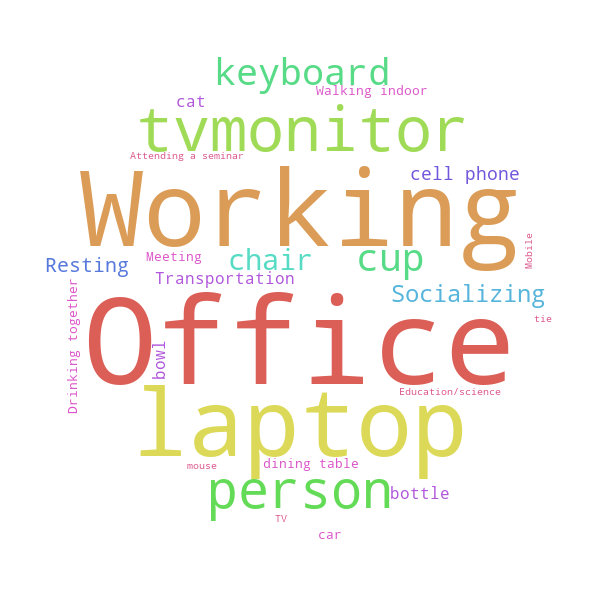 keyboard
Walking indoor
cat
tvmonitor
Attending a seminar
Working
cell phone
Mobile
Meeting
chair
cup
Resting
Transportation
Socializing
Drinking together
Office
tie
bowl
laptop
Education/science
mouse
dining table
person
bottle
TV
car